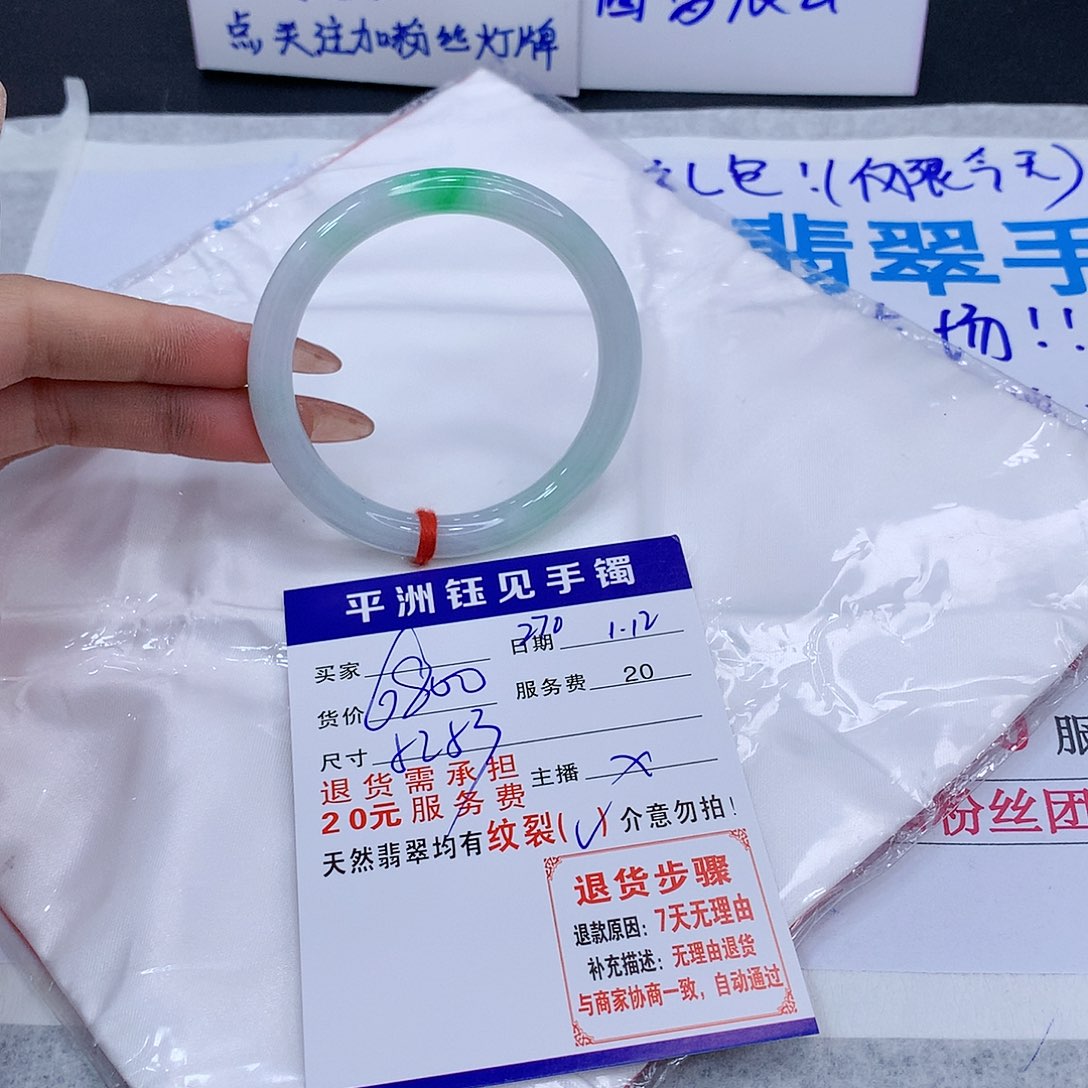 点关注加粉丝灯牌
礼包！（仅限今天）
翡翠手
场！！
平洲钰见手镯
买家
日期 1.12
370
货价 6800
服务费 20
尺寸
退货需承担
20元服务费
主播 X
天然翡翠均有纹裂(✓)介意勿拍！
退货步骤
退款原因：7天无理由
补充描述：无理由退货
与商家协商一致，自动通过
服
粉丝团